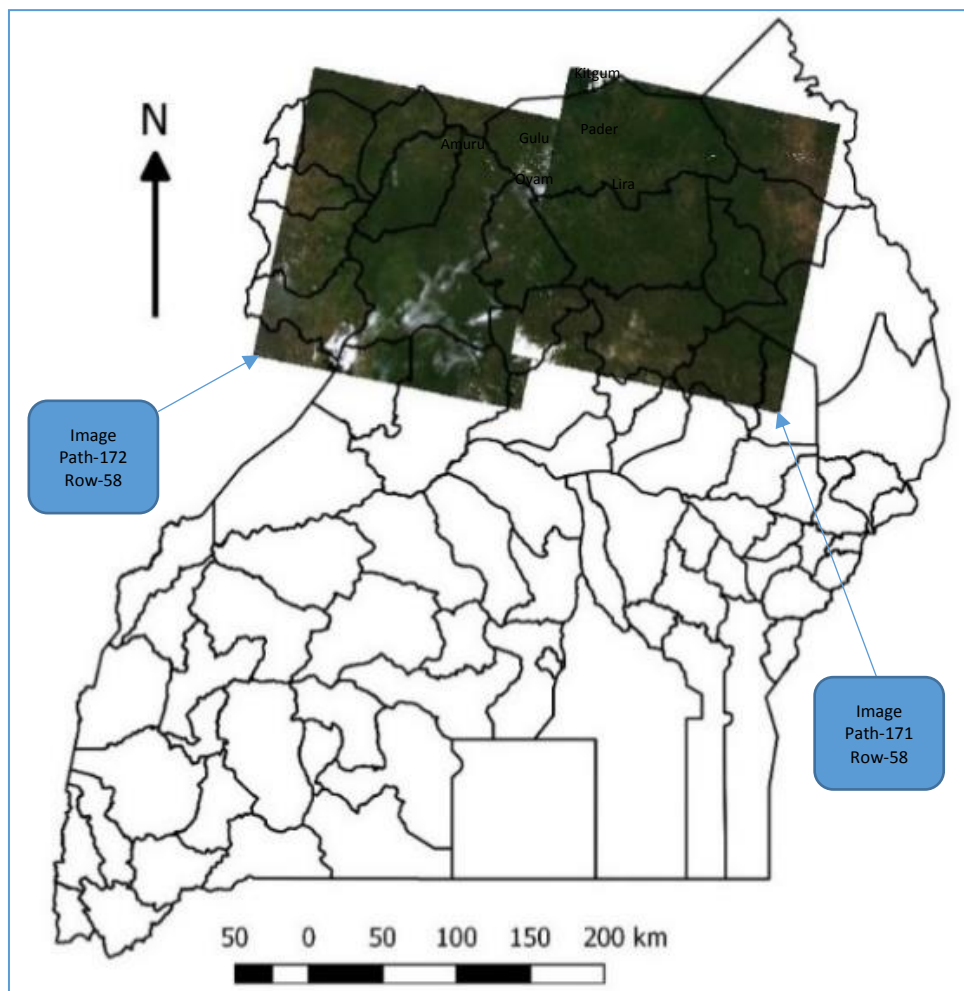 Kitgum
N
Pader
Gulu
Amuru
Oyam
Lira
Image
Path-172
Row-58
Image
Path-171
Row-58
50 0 50 100 150 200 km